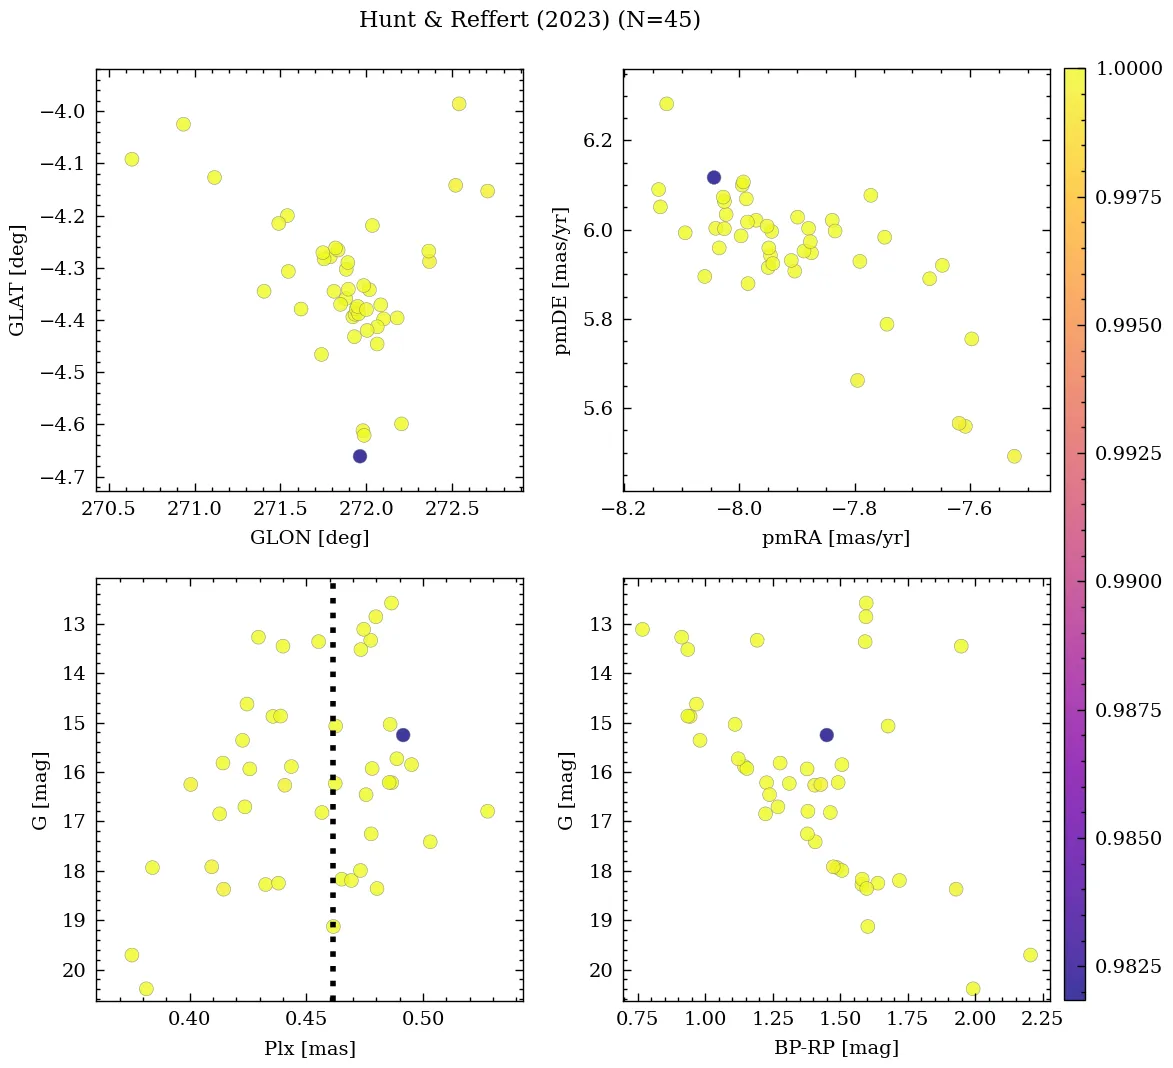 Hunt & Reffert (2023) (N=45)
−4.0
−4.1
−4.2
−4.3
−4.4
−4.5
−4.6
−4.7
GLAT [deg]
270.5 271.0 271.5 272.0 272.5
GLON [deg]
6.2
6.0
5.8
5.6
pmDE [mas/yr]
−8.2 −8.0 −7.8 −7.6
pmRA [mas/yr]
13
14
15
16
17
18
19
20
G [mag]
0.40 0.45 0.50
Plx [mas]
13
14
15
16
17
18
19
20
G [mag]
0.75 1.00 1.25 1.50 1.75 2.00 2.25
BP-RP [mag]
1.0000
0.9975
0.9950
0.9925
0.9900
0.9875
0.9850
0.9825